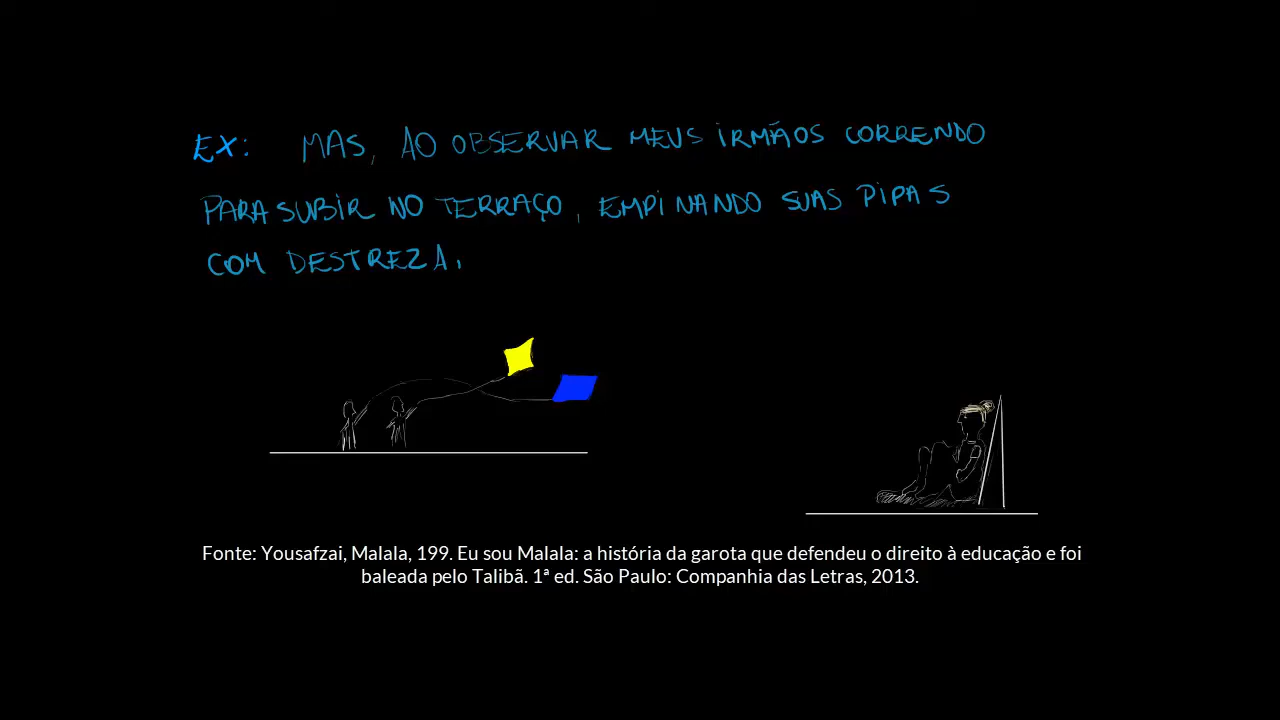 EX: MAS, AO OBSERVAR MEUS IRMÃOS CORRENDO
PARA SUBIR NO TERRAÇO, EMPINANDO SUAS PIPAS
COM DESTREZA,
Fonte: Yousafzai, Malala, 199. Eu sou Malala: a história da garota que defendeu o direito à educação e foi
baleada pelo Talibã. 1ª ed. São Paulo: Companhia das Letras, 2013.